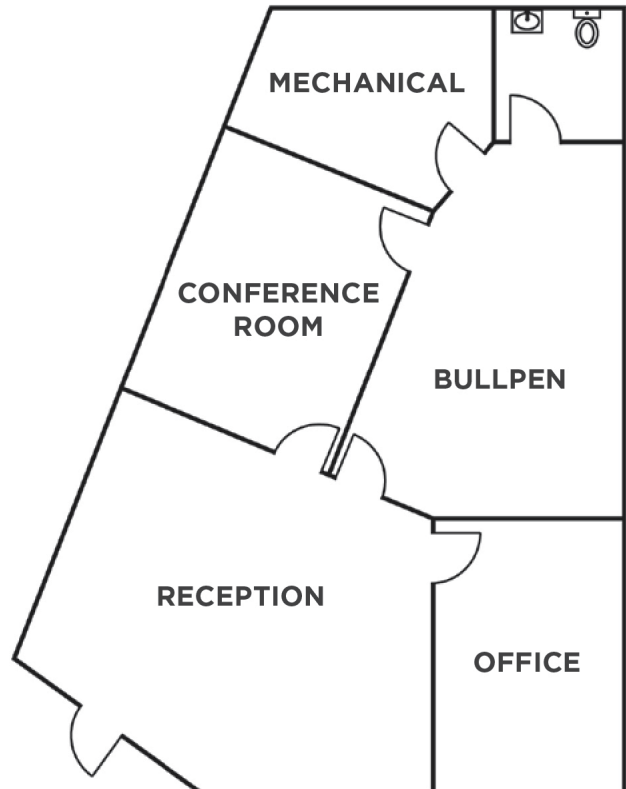 MECHANICAL
CONFERENCE
ROOM
BULLPEN
RECEPTION
OFFICE